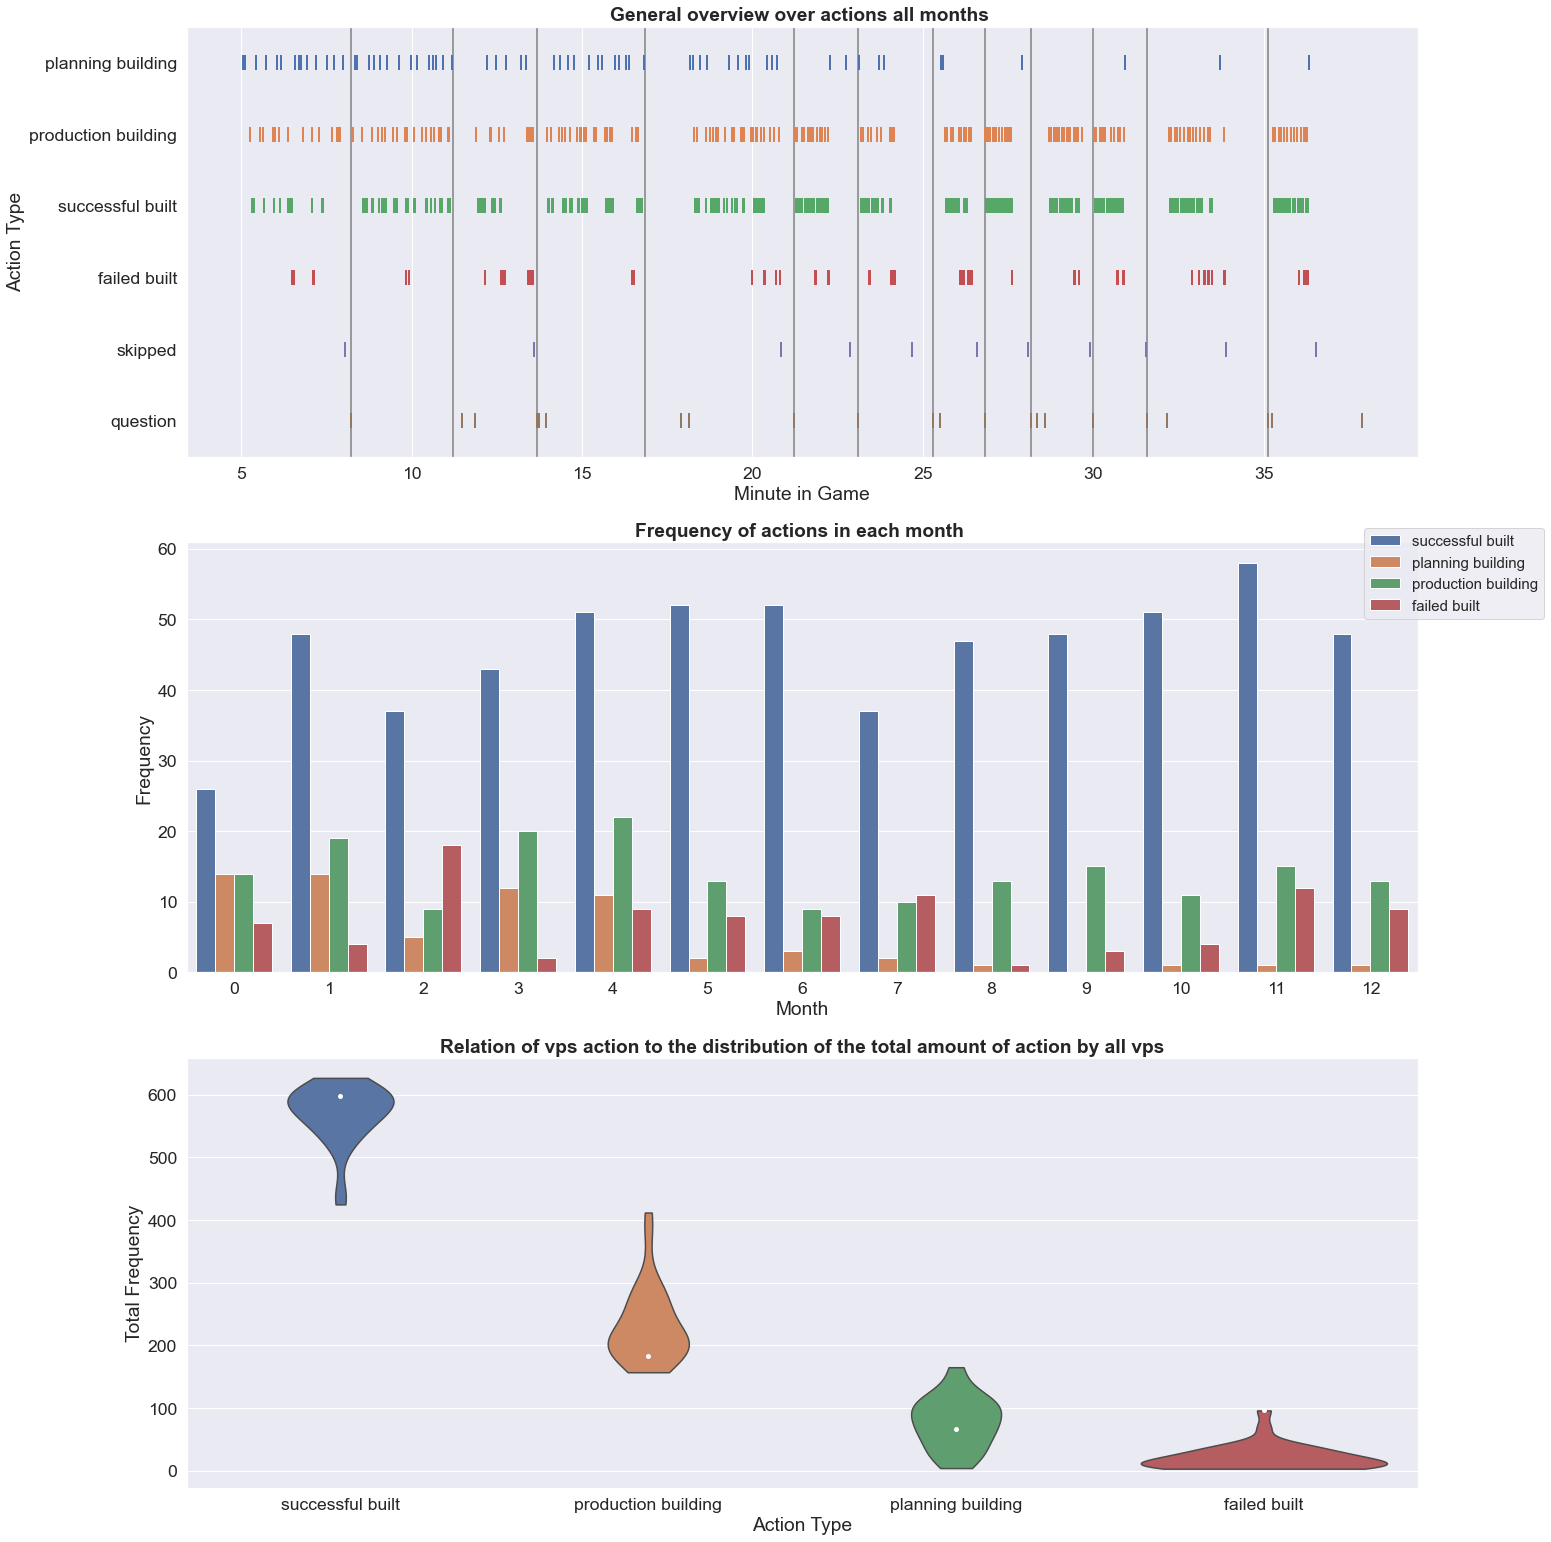 General overview over actions all months
Action Type
planning building
production building
successful built
failed built
skipped
question
5 10 15 20 25 30 35
Minute in Game
Frequency of actions in each month
successful built
planning building
production building
failed built
Frequency
60
50
40
30
20
10
0
0 1 2 3 4 5 6 7 8 9 10 11 12
Month
Relation of vps action to the distribution of the total amount of action by all vps
Total Frequency
600
500
400
300
200
100
0
successful built production building planning building failed built
Action Type